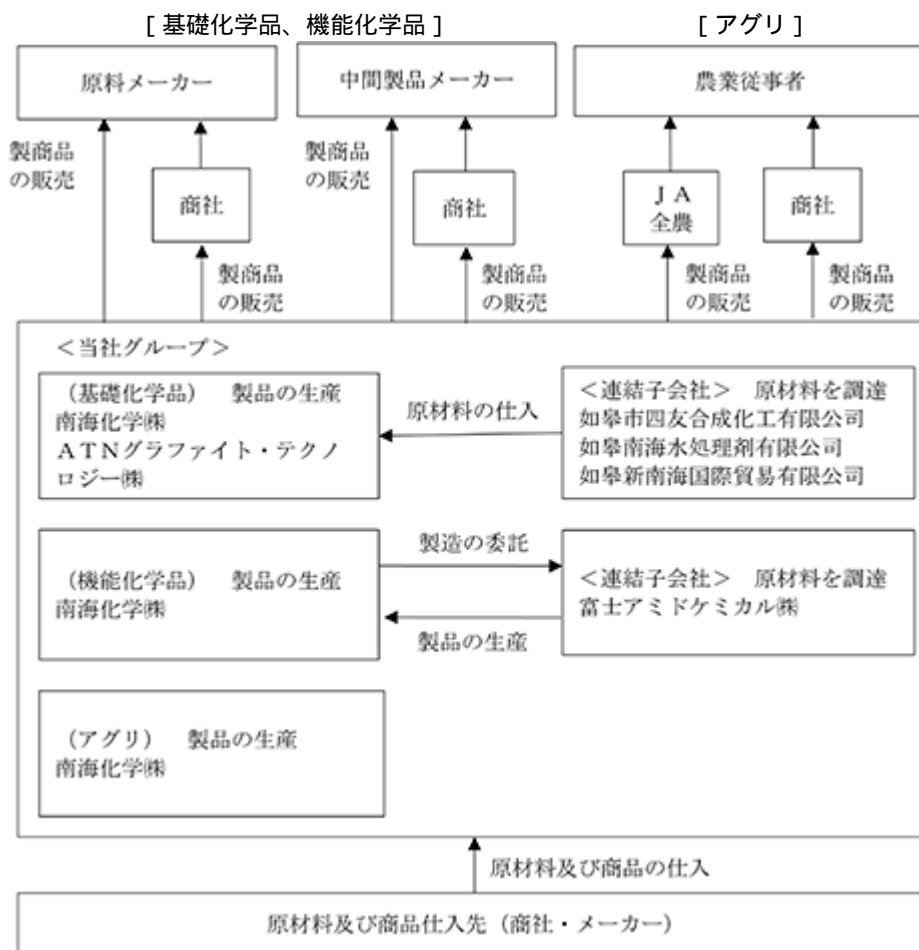 [ 基礎化学品、機能化学品 ]
[ アグリ ]
原料メーカー
中間製品メーカー
農業従事者
製商品
の販売
商社
製商品
の販売
商社
ＪＡ
全農
商社
製商品
の販売
製商品
の販売
製商品
の販売
製商品
の販売
＜当社グループ＞
（基礎化学品）　製品の生産
南海化学㈱
ＡＴＮグラファイト・テクノ
ロジー㈱
原材料の仕入
＜連結子会社＞　原材料を調達
如皋市四友合成化工有限公司
如皋南海水処理剤有限公司
如皋新南海国際貿易有限公司
（機能化学品）　製品の生産
南海化学㈱
製造の委託
製品の生産
＜連結子会社＞　原材料を調達
富士アミドケミカル㈱
（アグリ）　製品の生産
南海化学㈱
原材料及び商品の仕入
原材料及び商品仕入先（商社・メーカー）